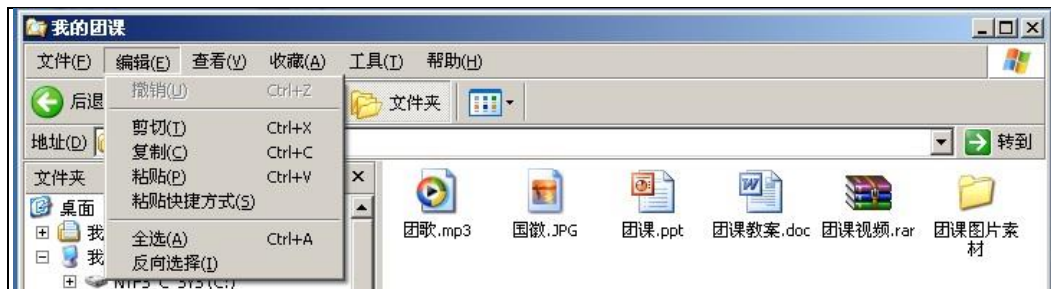 我的团课
文件(F) 编辑(E) 查看(V) 收藏(A) 工具(T) 帮助(H)
后退
文件夹
撤销(U) Ctrl+Z
剪切(T) Ctrl+X
复制(C) Ctrl+C
粘贴(P) Ctrl+V
粘贴快捷方式(S)
全选(A) Ctrl+A
反向选择(I)
地址(D)
转到
文件夹
桌面
我
我
团歌.mp3 国徽.JPG 团课.ppt 团课教案.doc 团课视频.rar 团课图片素
材